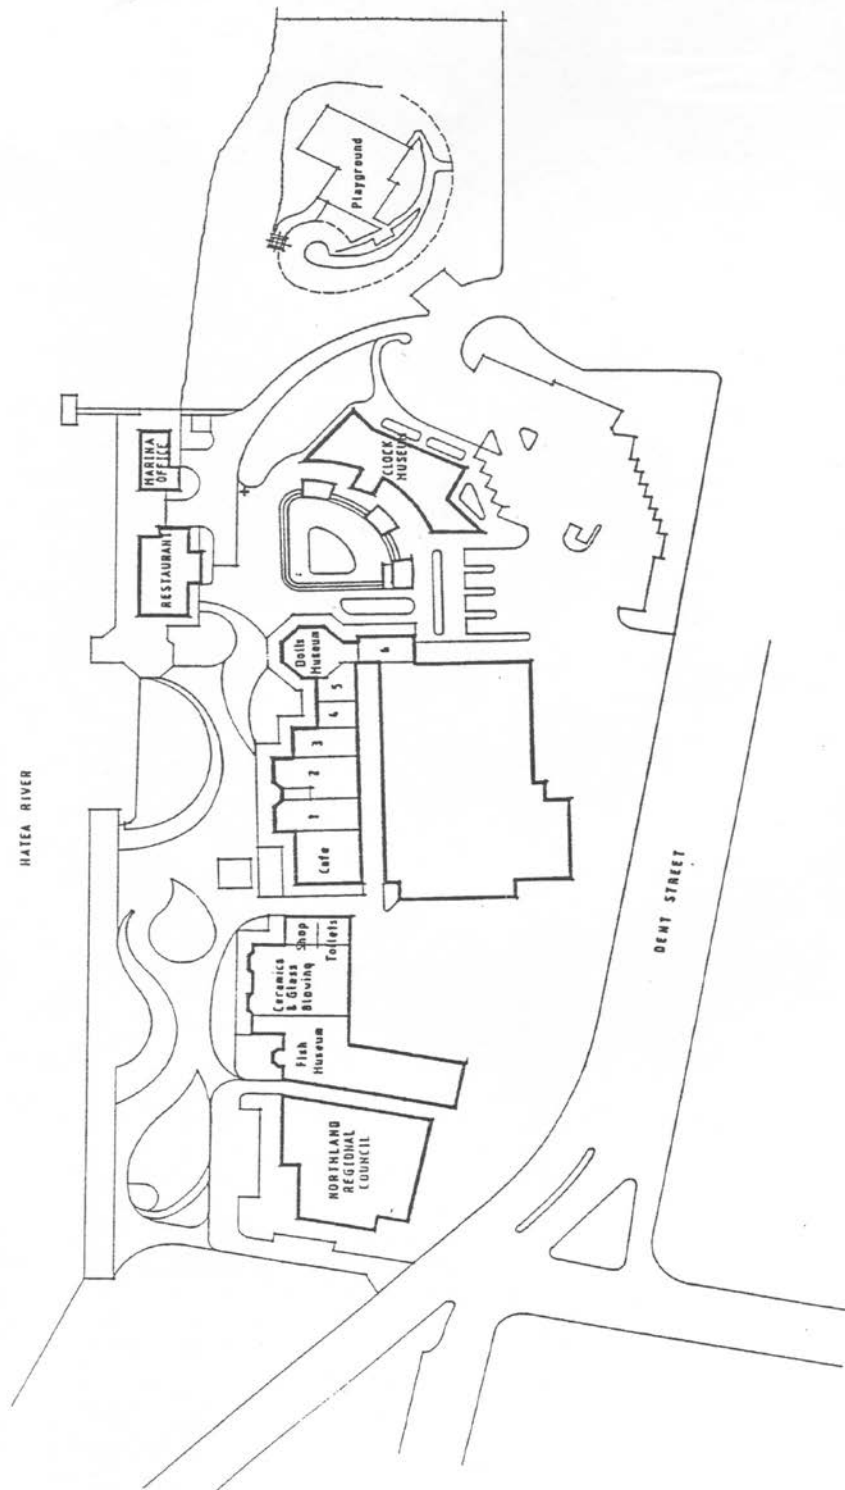 HATEA RIVER
NORTHLAND
REGIONAL
COUNCIL
Fish
Museum
Ceramics
& Glass
Blowing
Shop
Toilets
Cafe
1
2
3
4
5
6
Dolls
Museum
RESTAURANT
MARINA
OFFICE
CLOCK
MUSEUM
Playground
DENT STREET